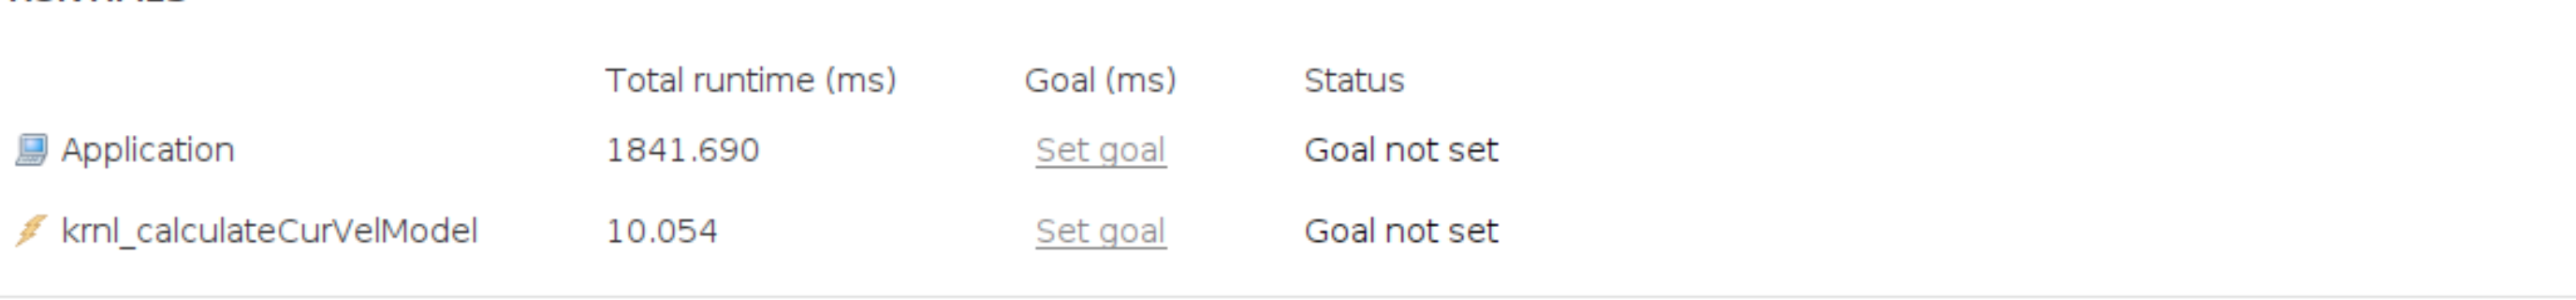 Total runtime (ms) Goal (ms) Status
Application 1841.690 Set goal Goal not set
krnl_calculateCurVelModel 10.054 Set goal Goal not set